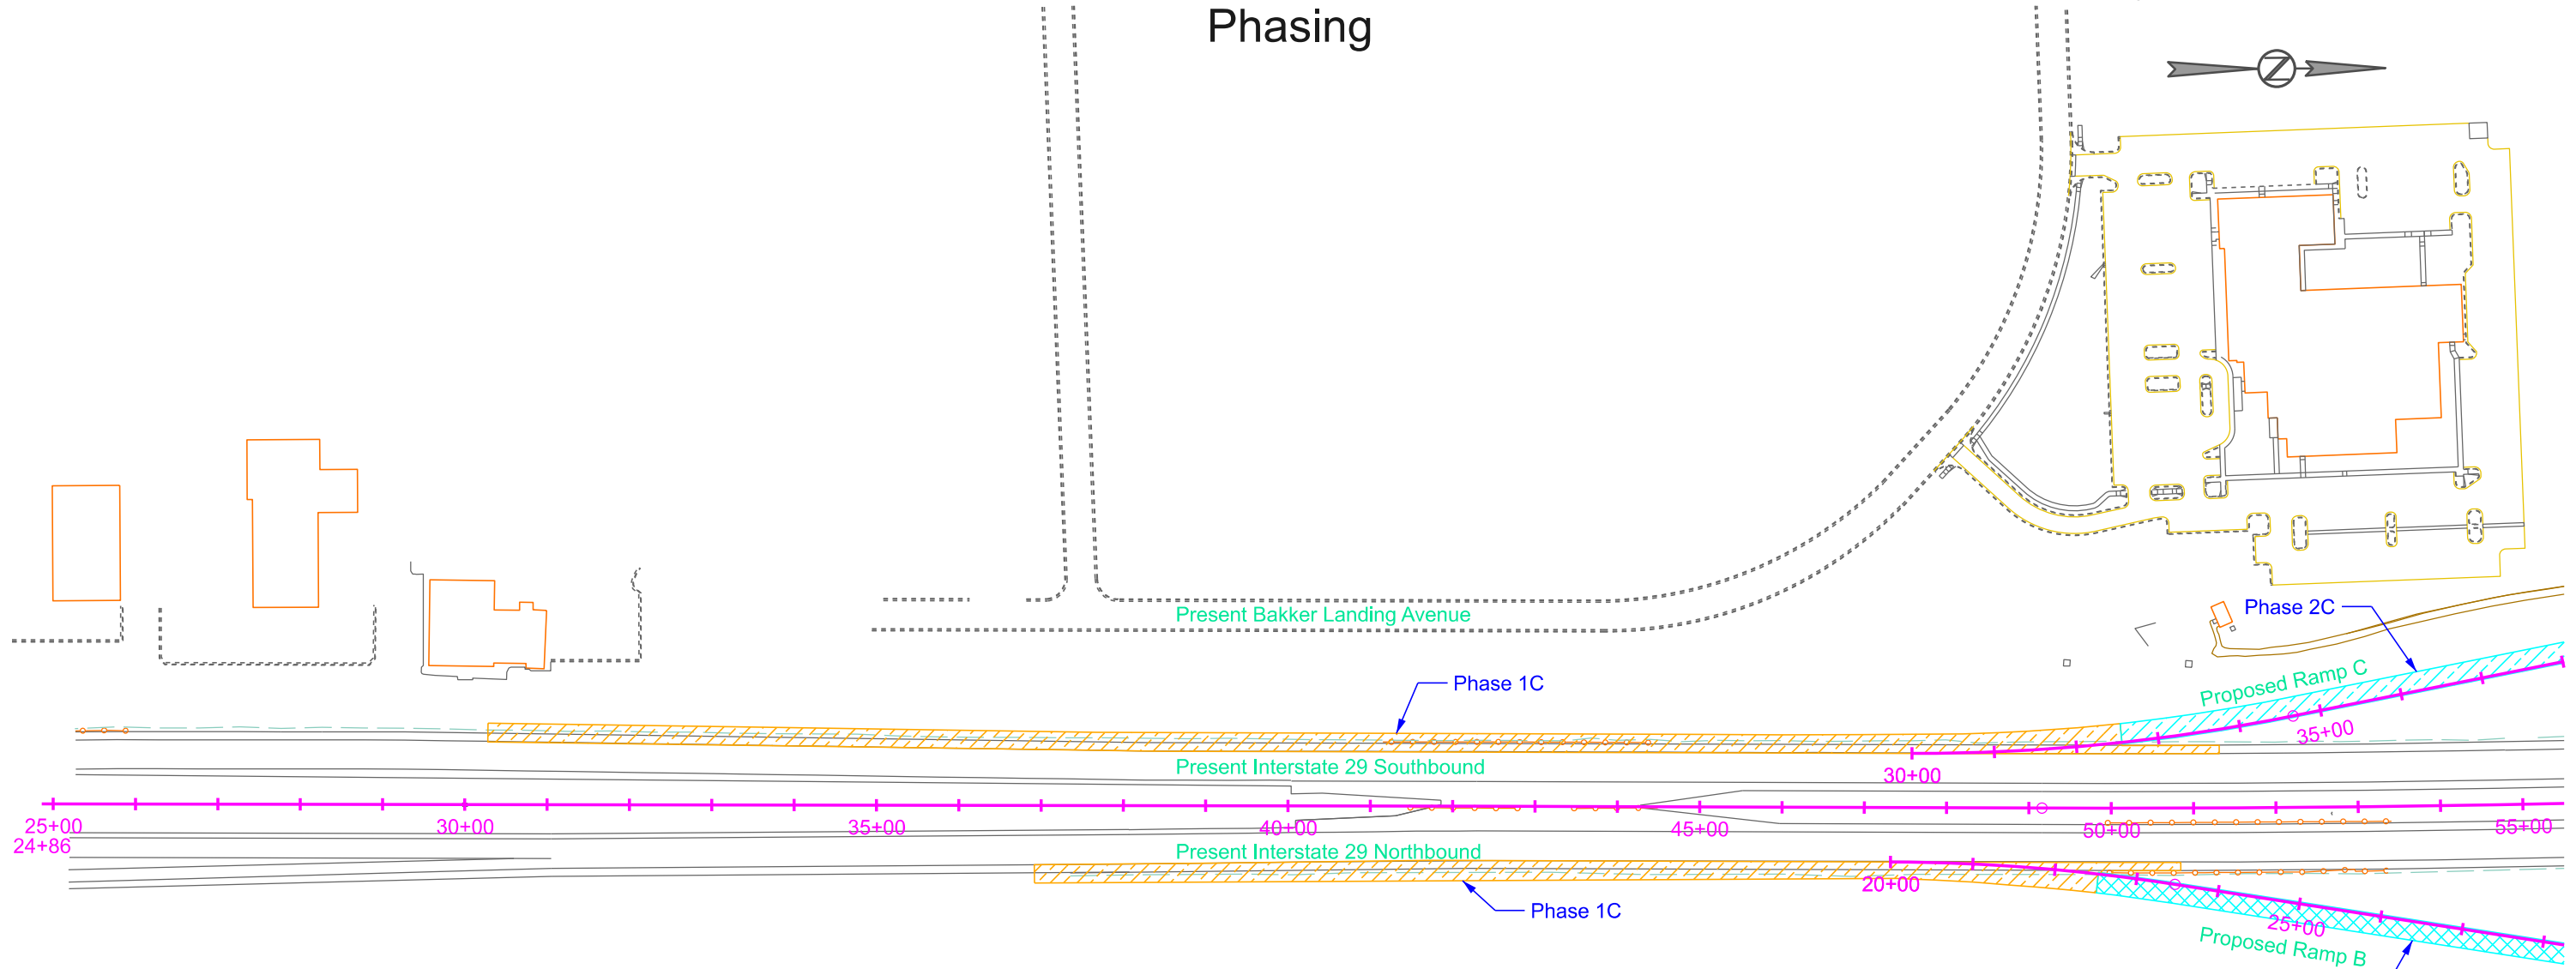 Phasing
Z
Present Bakker Landing Avenue
Phase 2C
Proposed Ramp C
Phase 1C
35+00
Present Interstate 29 Southbound
30+00
25+00
30+00
35+00
40+00
45+00
50+00
55+00
24+86
Present Interstate 29 Northbound
20+00
Phase 1C
25+00
Proposed Ramp B